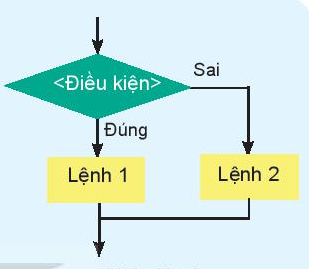 <Điều kiện>
Sai
Đúng
Lệnh 1
Lệnh 2